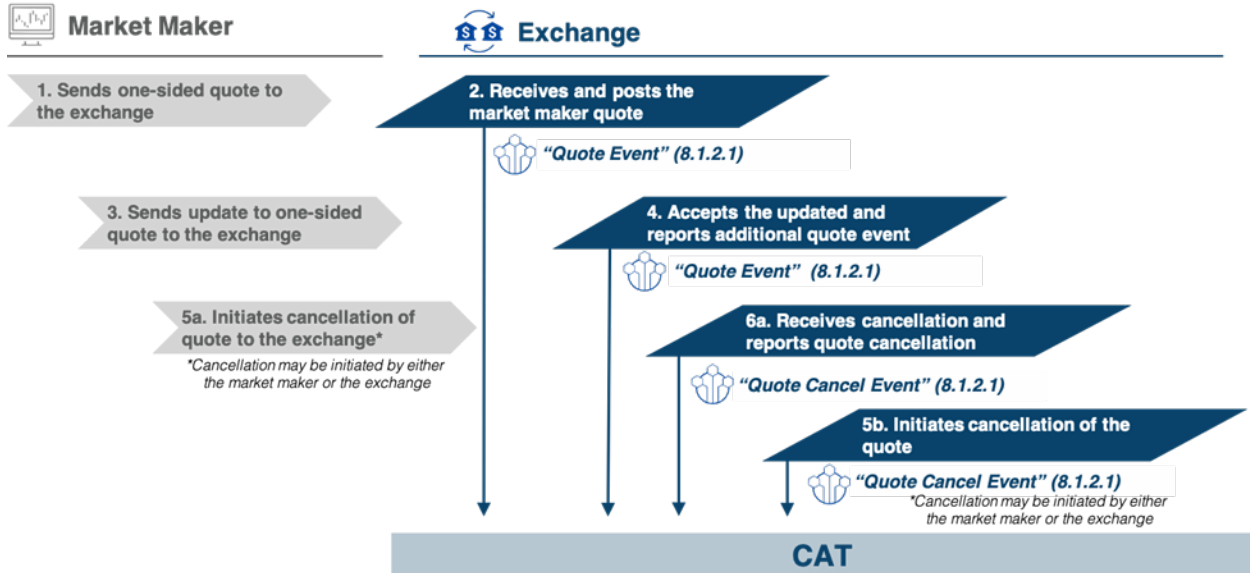 Market Maker
Exchange
1. Sends one-sided quote to
the exchange
2. Receives and posts the
market maker quote
“Quote Event” (8.1.2.1)
3. Sends update to one-sided
quote to the exchange
4. Accepts the updated and
reports additional quote event
“Quote Event” (8.1.2.1)
5a. Initiates cancellation of
quote to the exchange*
*Cancellation may be initiated by either
the market maker or the exchange
6a. Receives cancellation and
reports quote cancellation
“Quote Cancel Event” (8.1.2.1)
5b. Initiates cancellation of the
quote
“Quote Cancel Event” (8.1.2.1)
*Cancellation may be initiated by either
the market maker or the exchange
CAT